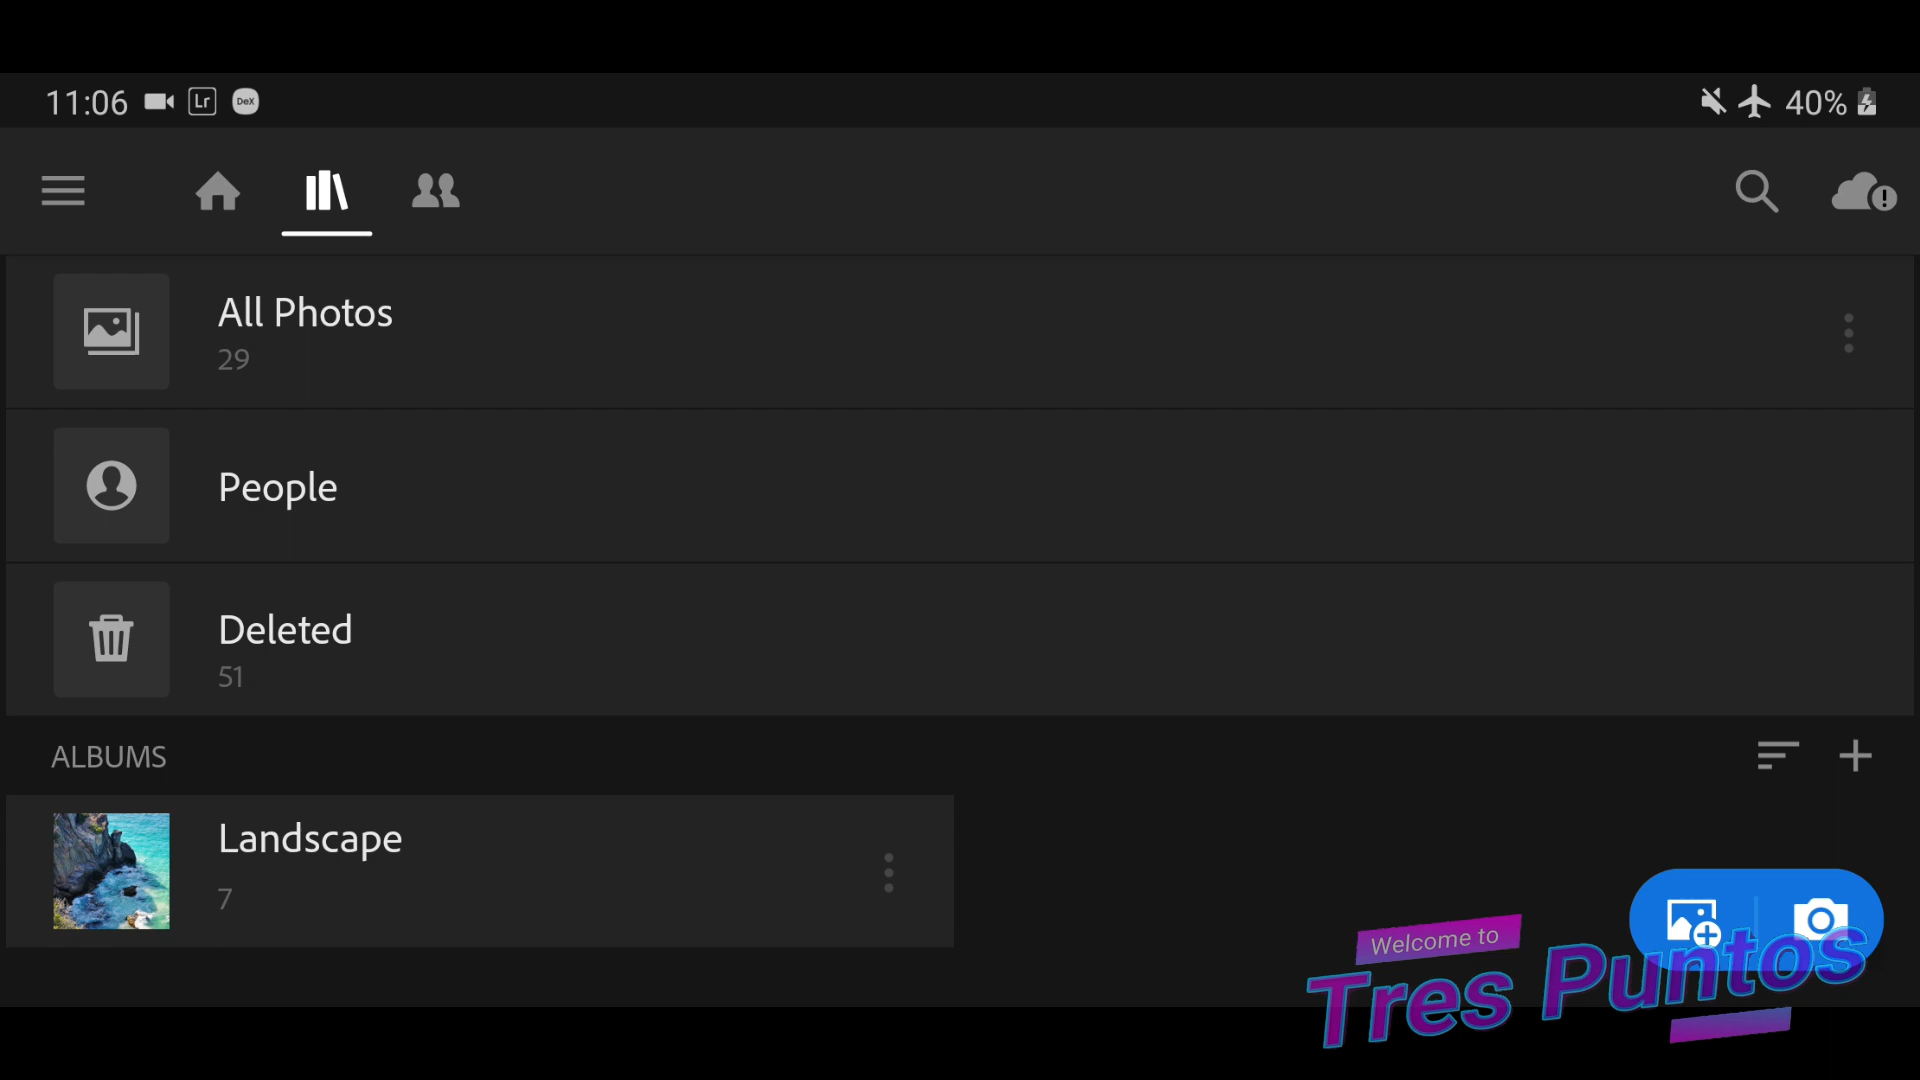 11:06 Lr DeX 40%
All Photos
29
People
Deleted
51
ALBUMS
Landscape
7
Welcome to
Tres Puntos